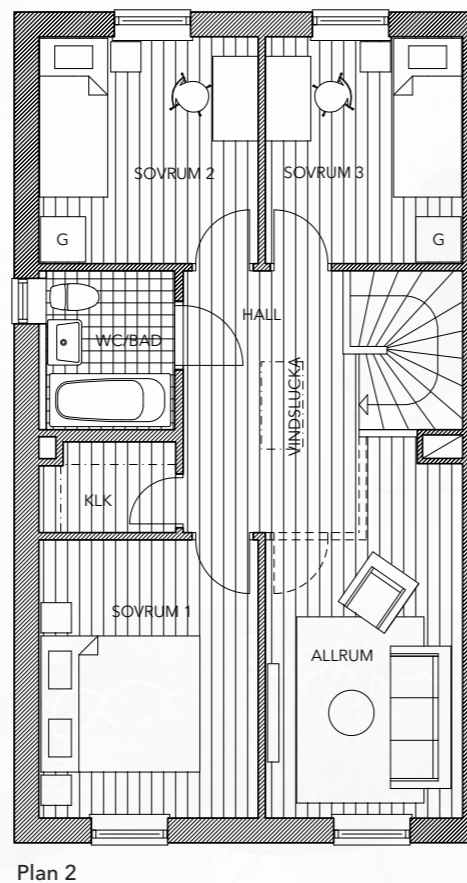 SOVRUM 2
SOVRUM 3
G
G
HALL
WC/BAD
VINDSLUCKA
KLK
SOVRUM 1
ALLRUM
Plan 2